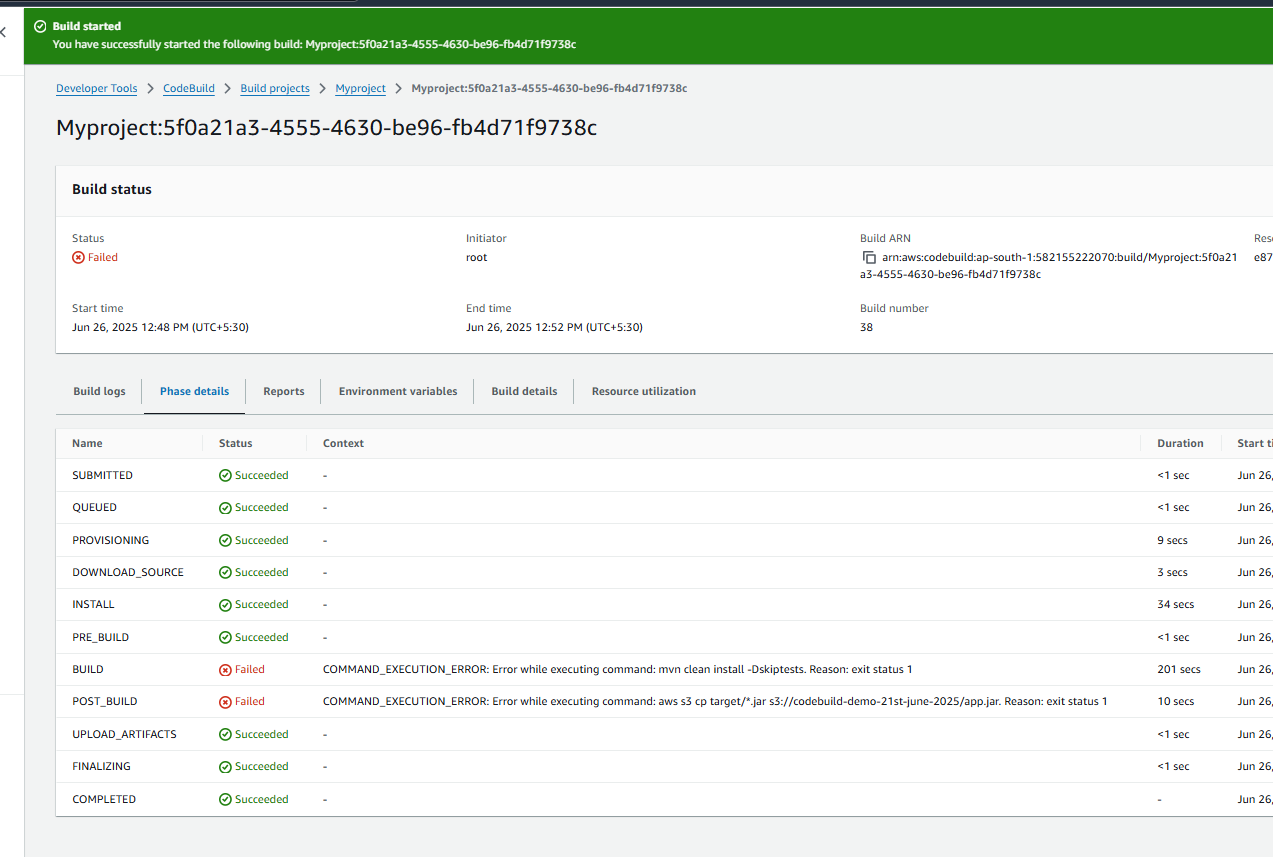 Build started
You have successfully started the following build: Myproject:5f0a21a3-4555-4630-be96-fb4d71f9738c
Developer Tools > CodeBuild > Build projects > Myproject > Myproject:5f0a21a3-4555-4630-be96-fb4d71f9738c
Myproject:5f0a21a3-4555-4630-be96-fb4d71f9738c
Build status
Status Initiator Build ARN
Failed root arn:aws:codebuild:ap-south-1:582155222070:build/Myproject:5f0a21 e87
a3-4555-4630-be96-fb4d71f9738c
Start time End time Build number
Jun 26, 2025 12:48 PM (UTC+5:30) Jun 26, 2025 12:52 PM (UTC+5:30) 38
Build logs Phase details Reports Environment variables Build details Resource utilization
Name Status Context Duration Start
SUBMITTED Succeeded - <1 sec Jun 26,
QUEUED Succeeded - <1 sec Jun 26,
PROVISIONING Succeeded - 9 secs Jun 26,
DOWNLOAD_SOURCE Succeeded - 3 secs Jun 26,
INSTALL Succeeded - 34 secs Jun 26,
PRE_BUILD Succeeded - <1 sec Jun 26,
BUILD Failed COMMAND_EXECUTION_ERROR: Error while executing command: mvn clean install -Dskiptests. Reason: exit status 1 201 secs Jun 26,
POST_BUILD Failed COMMAND_EXECUTION_ERROR: Error while executing command: aws s3 cp target/*.jar s3://codebuild-demo-21st-june-2025/app.jar. Reason: exit status 1 10 secs Jun 26,
UPLOAD_ARTIFACTS Succeeded - <1 sec Jun 26,
FINALIZING Succeeded - <1 sec Jun 26,
COMPLETED Succeeded - - Jun 26,